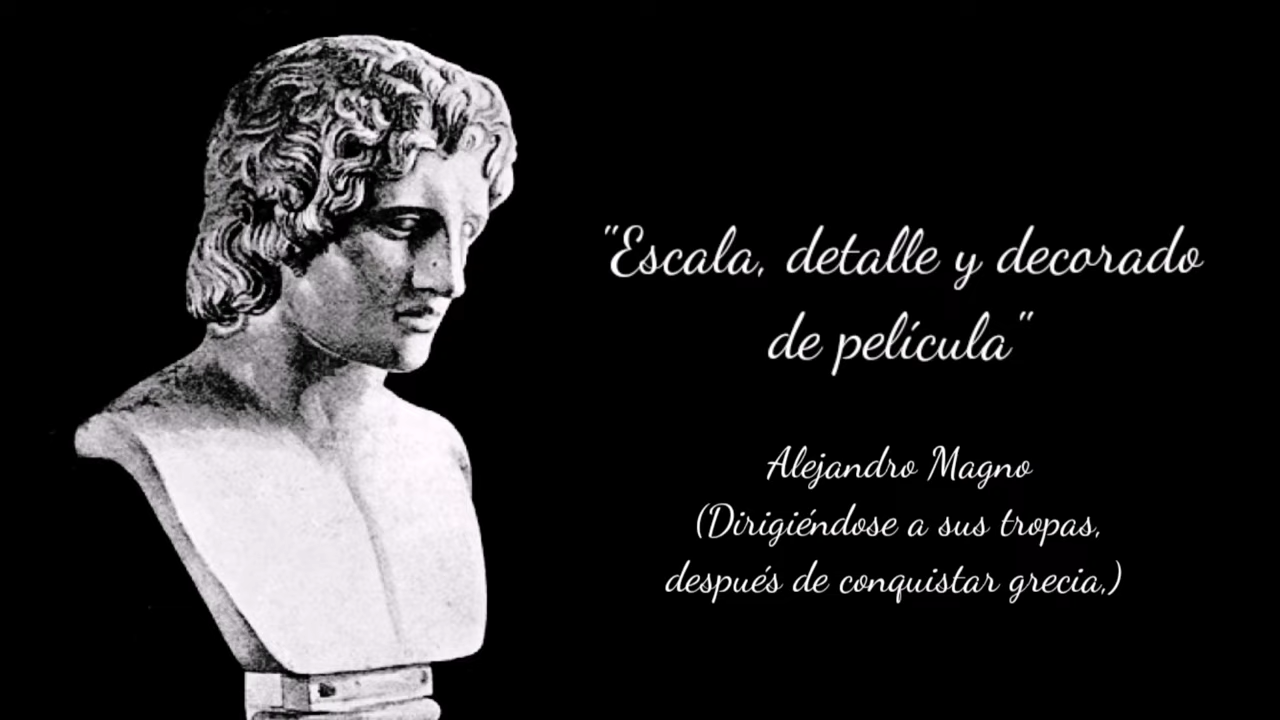 "Escala, detalle y decorado
de película"
Alejandro Magno
(Dirigiéndose a sus tropas,
después de conquistar grecia,)